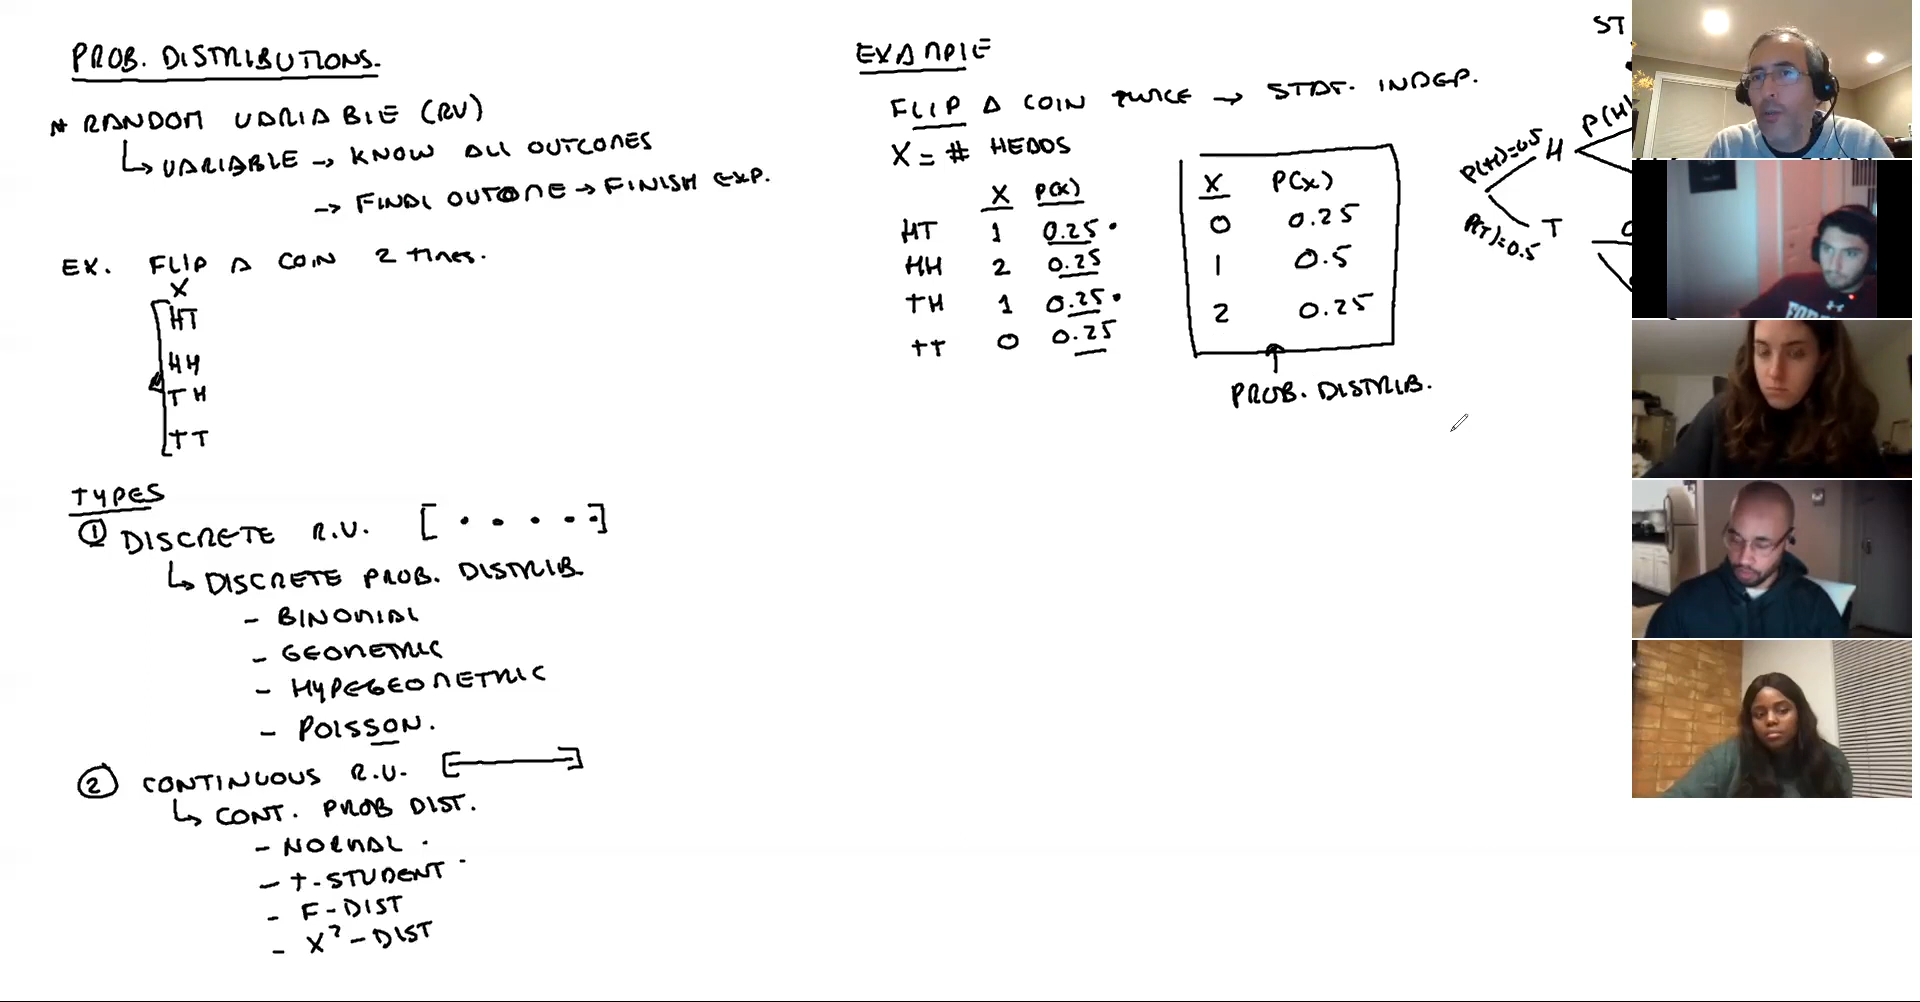 PROB. DISTRIBUTIONS.
* RANDOM VARIABLE (RV)
↳ VARIABLE → KNOW ALL OUTCOMES
→ FINAL OUTOME → FINISH EXP.
EX. FLIP A COIN 2 TIMES.
X
HT
HH
TH
TT
TYPES
① DISCRETE R.V. [ • • • • • ]
↳ DISCRETE PROB. DISTRIB.
- BINOMIAL
- GEOMETRIC
- HYPEGEOMETRIC
- POISSON.
② CONTINUOUS R.V. [ ]
↳ CONT. PROB DIST.
- NORMAL
- T-STUDENT
- F-DIST
- X²-DIST
EXAMPLE
FLIP A COIN TWICE → STAT. INDEP.
X = # HEADS
X P(X)
HT 1 0.25
HH 2 0.25
TH 1 0.25
TT 0 0.25
X P(X)
0 0.25
1 0.5
2 0.25
PROB. DISTRIB.
ST
P(H)=0.5 H P(H)
P(T)=0.5 T